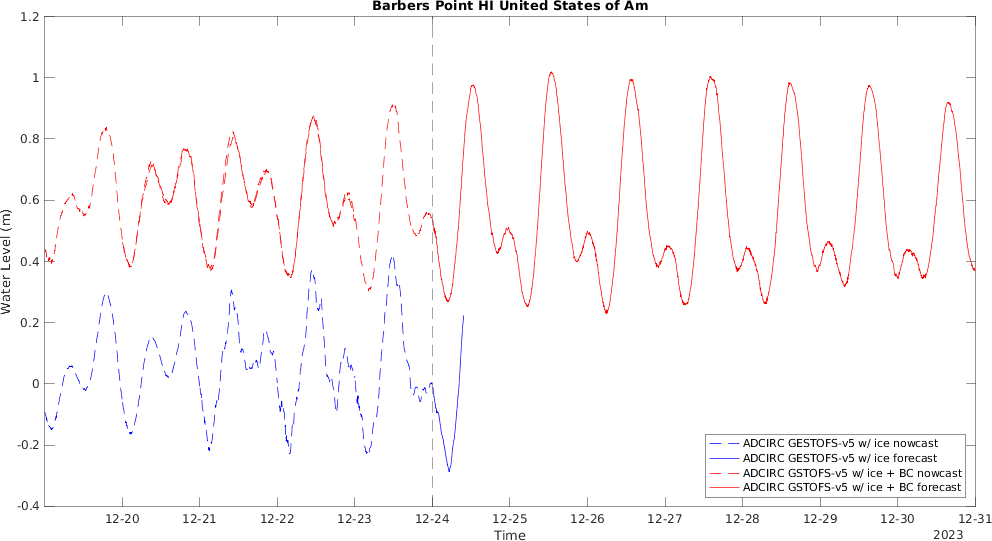 Barbers Point HI United States of Am
1.2
1
0.8
0.6
0.4
0.2
0
-0.2
-0.4
Water Level (m)
ADCIRC GESTOFS-v5 w/ ice nowcast
ADCIRC GESTOFS-v5 w/ ice forecast
ADCIRC GSTOFS-v5 w/ ice + BC nowcast
ADCIRC GSTOFS-v5 w/ ice + BC forecast
12-20 12-21 12-22 12-23 12-24 12-25 12-26 12-27 12-28 12-29 12-30 12-31
Time
2023